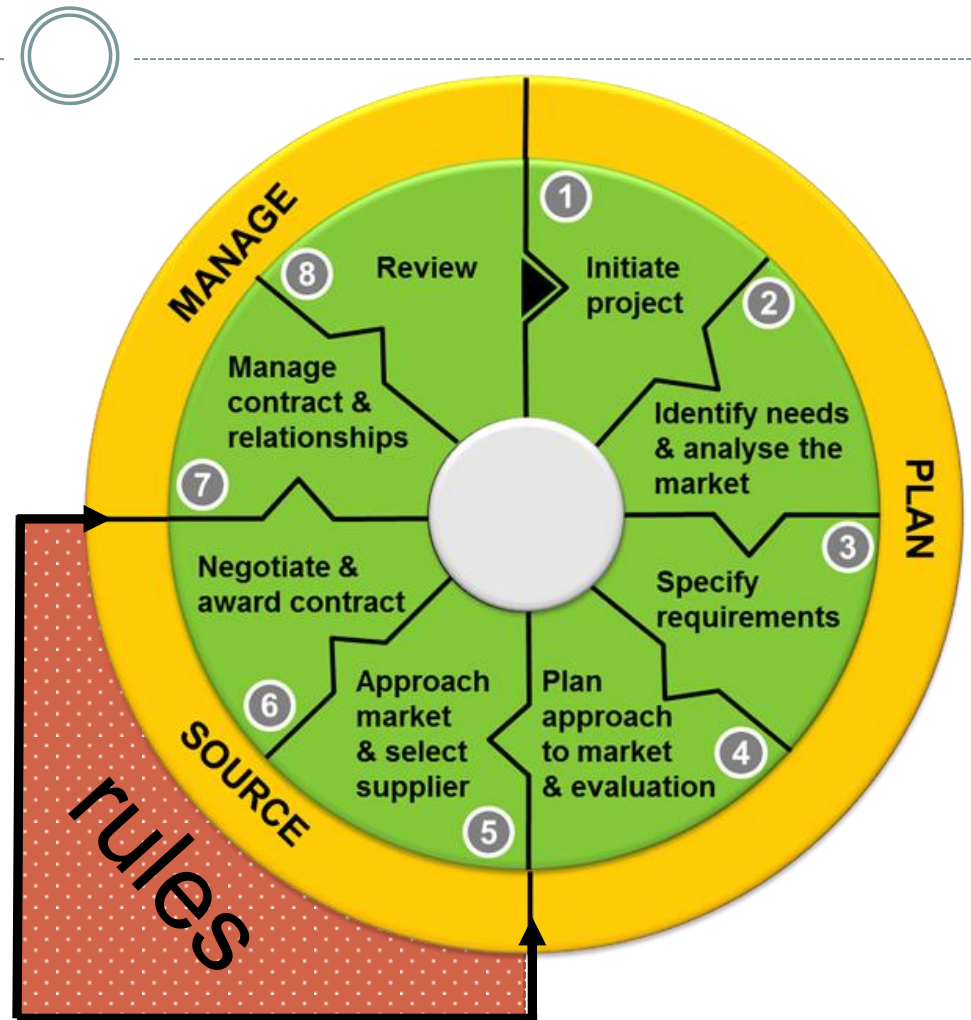 MANAGE
PLAN
SOURCE
1
Initiate
project
2
Identify needs
& analyse the
market
3
Specify
requirements
4
Plan
approach
to market
& evaluation
5
Approach
market
& select
supplier
6
Negotiate &
award contract
7
Manage
contract &
relationships
8
Review
rules